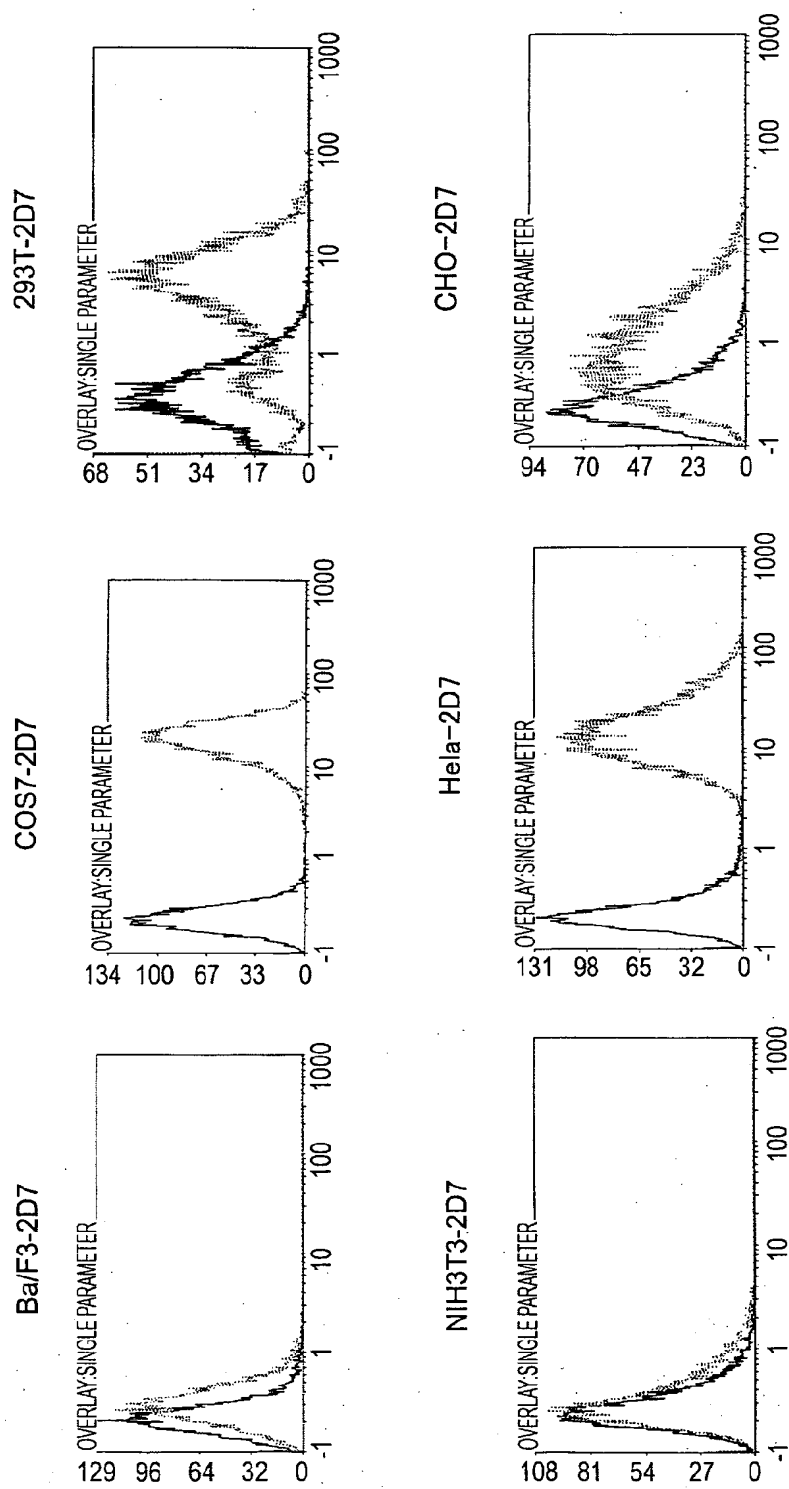 293T-2D7
OVERLAY:SINGLE PARAMETER
68
51
34
17
0
-1 1 10 100 1000
CHO-2D7
OVERLAY:SINGLE PARAMETER
94
70
47
23
0
-1 1 10 100 1000
COS7-2D7
OVERLAY:SINGLE PARAMETER
134
100
67
33
0
-1 1 10 100 1000
Hela-2D7
OVERLAY:SINGLE PARAMETER
131
98
65
32
0
-1 1 10 100 1000
Ba/F3-2D7
OVERLAY:SINGLE PARAMETER
129
96
64
32
0
-1 1 10 100 1000
NIH3T3-2D7
OVERLAY:SINGLE PARAMETER
108
81
54
27
0
-1 1 10 100 1000